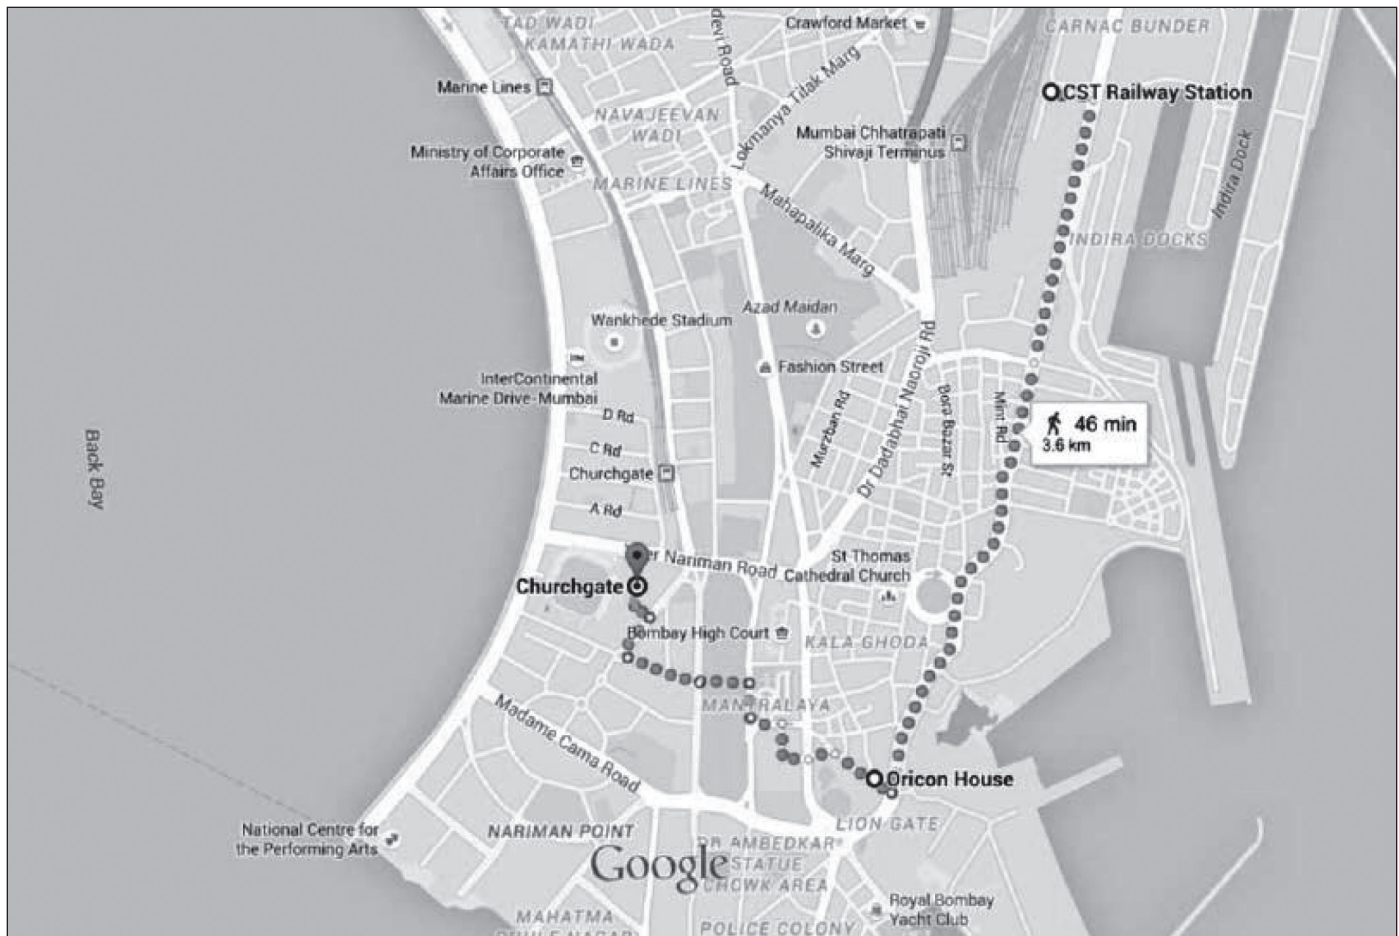 TAD WADI
KAMATHI WADA
devi Road
Crawford Market
CARNAC BUNDER
Marine Lines
CST Railway Station
NAVAJEEVAN
WADI
Lokmanya Tilak Marg
Mumbai Chhatrapati
Shivaji Terminus
Ministry of Corporate
Affairs Office
Indira Dock
MARINE LINES
Mahapalika Marg
INDIRA DOCKS
Azad Maidan
Wankhede Stadium
Fashion Street
InterContinental
Marine Drive-Mumbai
Dr Dadabhai Naoroji Rd
Murzban Rd
Bora Bazar St
Mint Rd
46 min
3.6 km
D Rd
C Rd
Churchgate
A Rd
Back Bay
er Nariman Road
St Thomas
Cathedral Church
Churchgate
Bombay High Court
KALA GHODA
MANTRALAYA
Madame Cama Road
Oricon House
LION GATE
National Centre for
the Performing Arts
NARIMAN POINT
DR AMBEDKAR
STATUE
CHOWK AREA
Google
Royal Bombay
Yacht Club
MAHATMA
POLICE COLONY